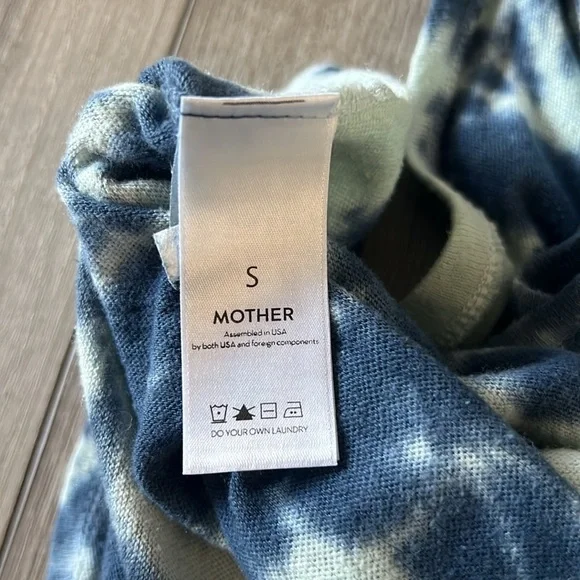 S
MOTHER
Assembled in USA
by both USA and foreign components
DO YOUR OWN LAUNDRY